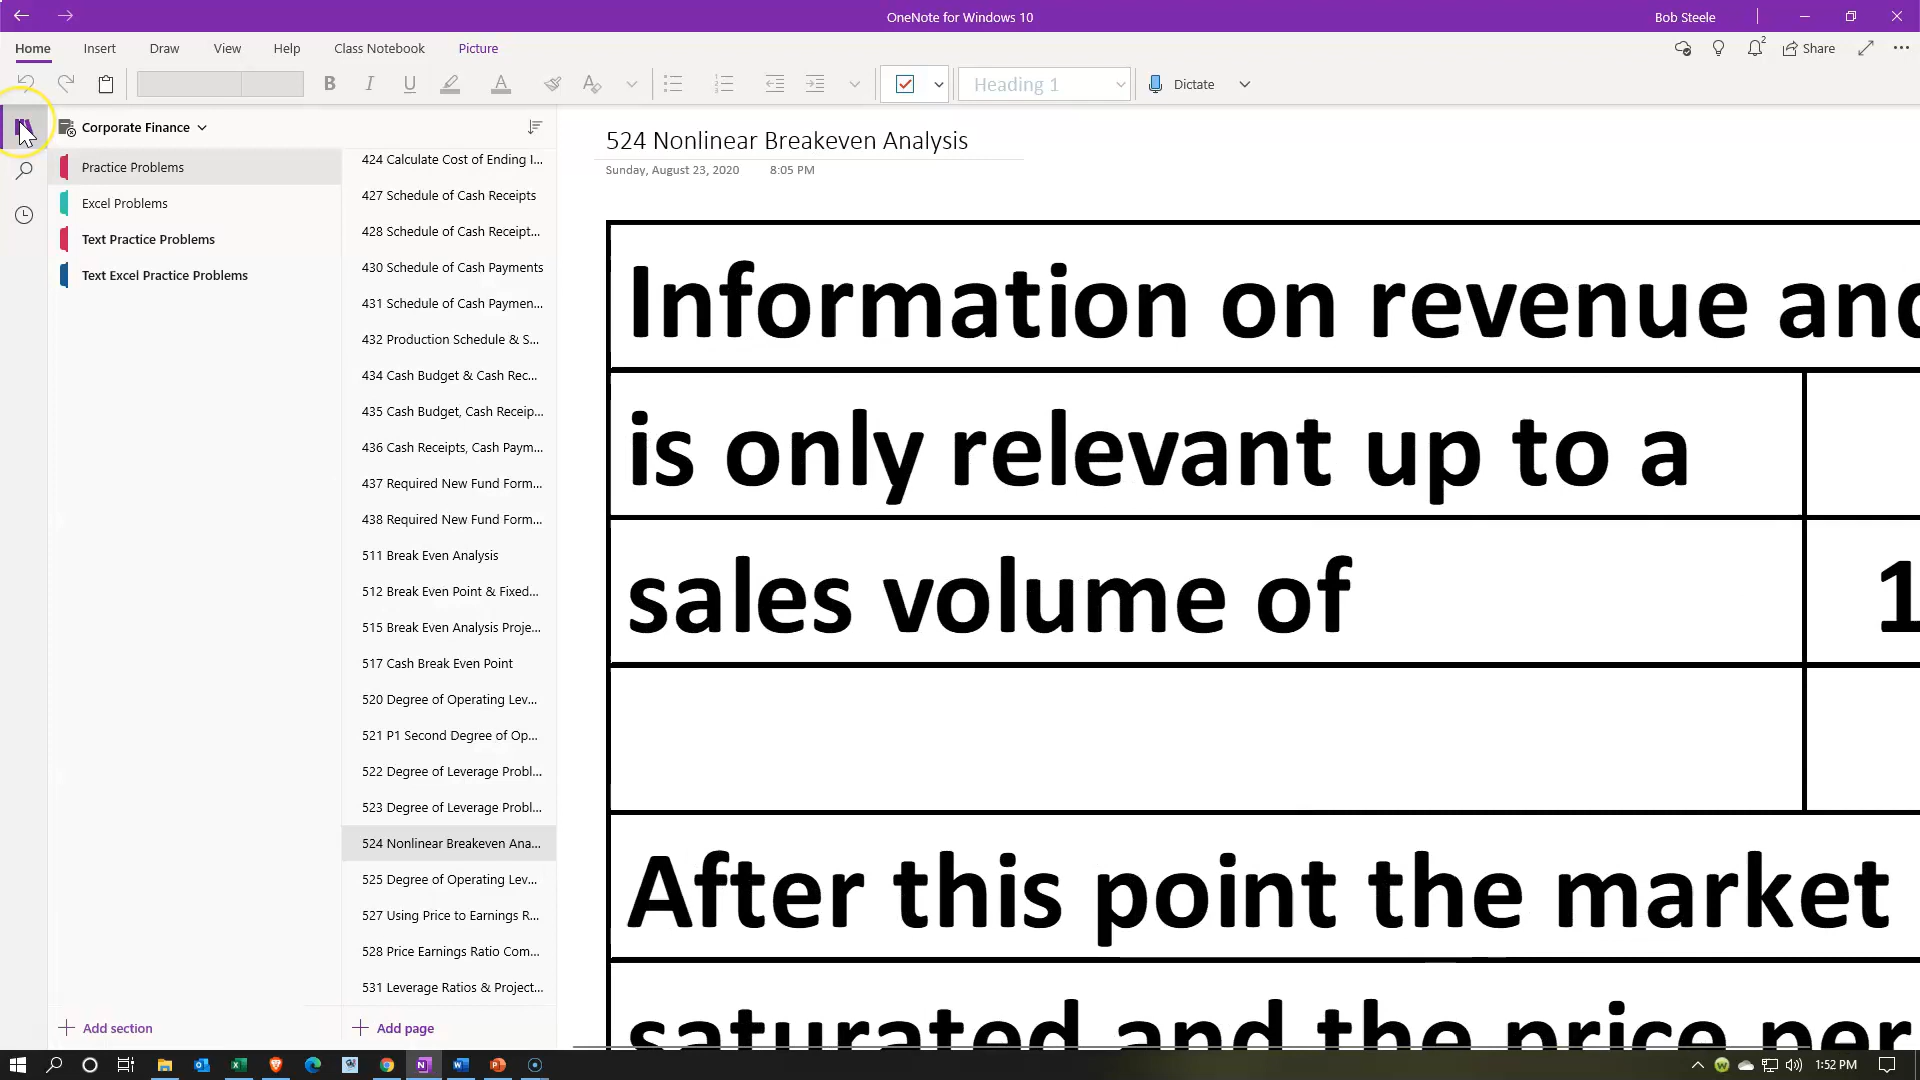 OneNote for Windows 10
Bob Steele
Home
Insert
Draw
View
Help
Class Notebook
Picture
2
Share
B
I
U
A
A
Heading 1
Dictate
Corporate Finance
Practice Problems
Excel Problems
Text Practice Problems
Text Excel Practice Problems
Add section
424 Calculate Cost of Ending I...
427 Schedule of Cash Receipts
428 Schedule of Cash Receipt...
430 Schedule of Cash Payments
431 Schedule of Cash Paymen...
432 Production Schedule & S...
434 Cash Budget & Cash Rec...
435 Cash Budget, Cash Receip...
436 Cash Receipts, Cash Paym...
437 Required New Fund Form...
438 Required New Fund Form...
511 Break Even Analysis
512 Break Even Point & Fixed...
515 Break Even Analysis Proje...
517 Cash Break Even Point
520 Degree of Operating Lev...
521 P1 Second Degree of Op...
522 Degree of Leverage Probl...
523 Degree of Leverage Probl...
524 Nonlinear Breakeven Ana...
525 Degree of Operating Lev...
527 Using Price to Earnings R...
528 Price Earnings Ratio Com...
531 Leverage Ratios & Project...
Add page
524 Nonlinear Breakeven Analysis
Sunday, August 23, 2020 8:05 PM
Information on revenue and
is only relevant up to a
sales volume of 1
After this point the market
saturated and the price per
1:52 PM